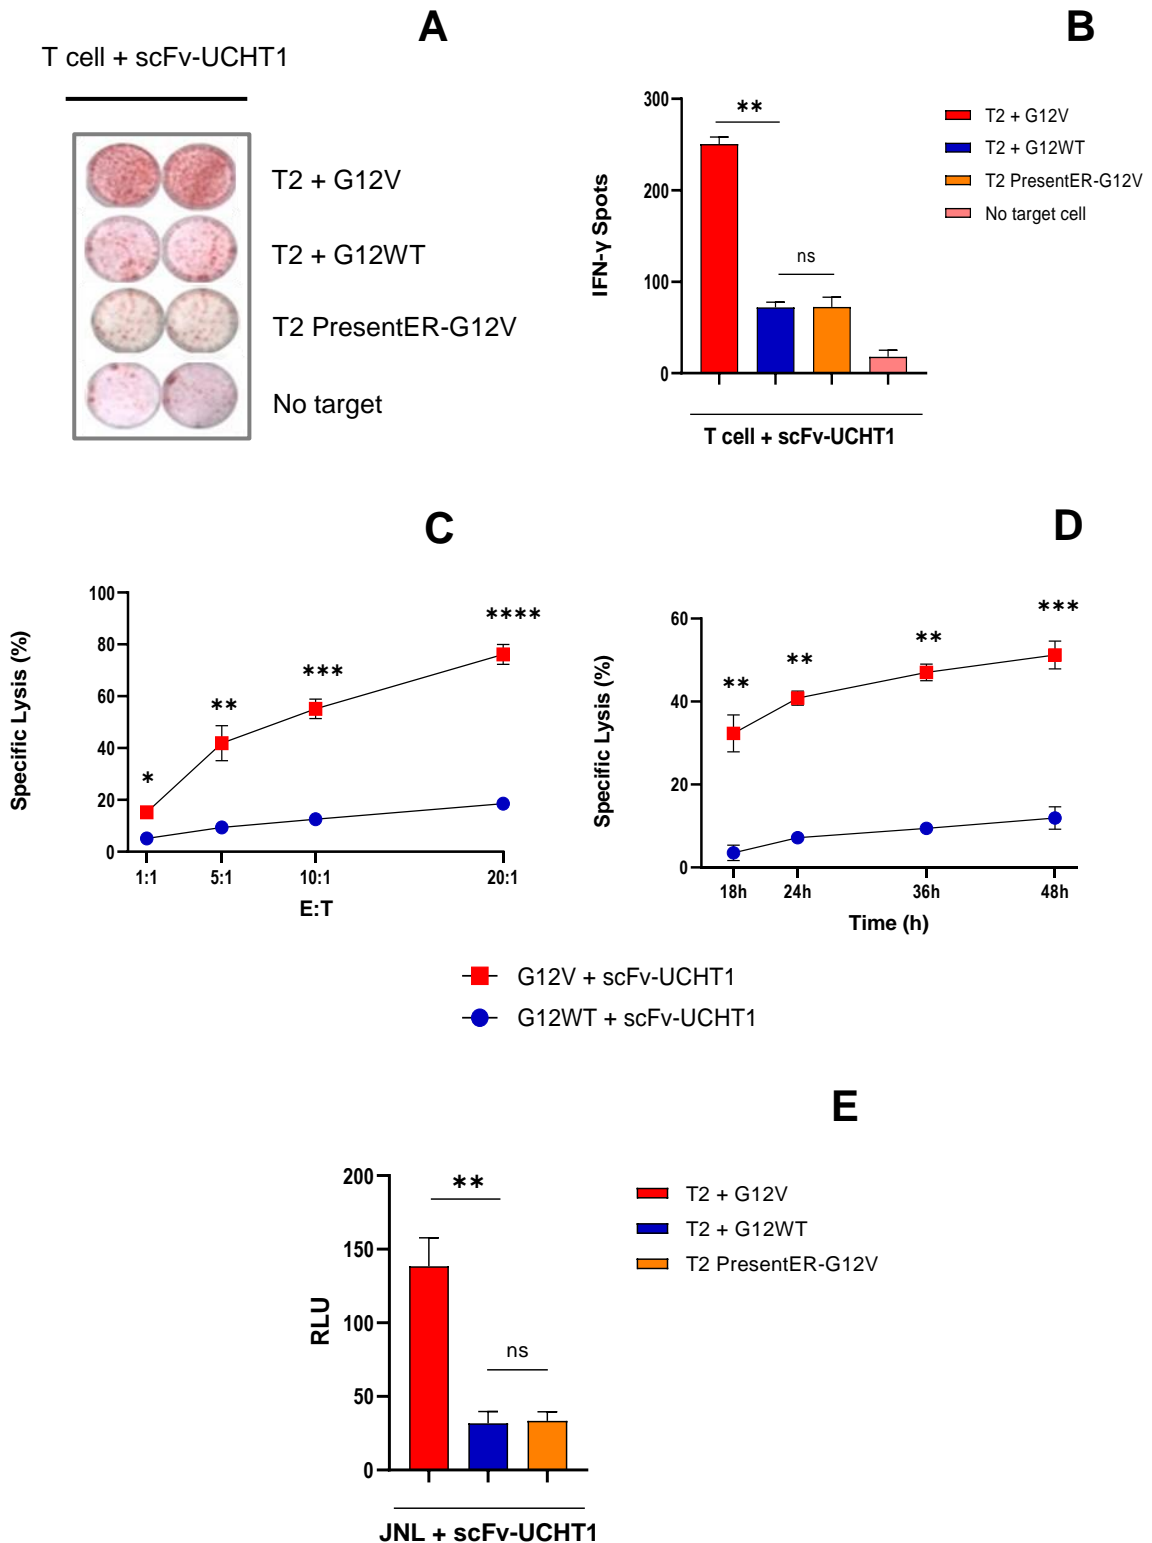 A
T cell + scFv-UCHT1
T2 + G12V
T2 + G12WT
T2 PresentER-G12V
No target
B
300
200
100
0
IFN-γ Spots
**
ns
T2 + G12V
T2 + G12WT
T2 PresentER-G12V
No target cell
T cell + scFv-UCHT1
C
100
80
60
40
20
0
Specific Lysis (%)
*
**
***
****
1:1 5:1 10:1 20:1
E:T
D
60
40
20
0
Specific Lysis (%)
**
**
**
***
18h 24h 36h 48h
Time (h)
G12V + scFv-UCHT1
G12WT + scFv-UCHT1
E
200
150
100
50
0
RLU
**
ns
T2 + G12V
T2 + G12WT
T2 PresentER-G12V
JNL + scFv-UCHT1